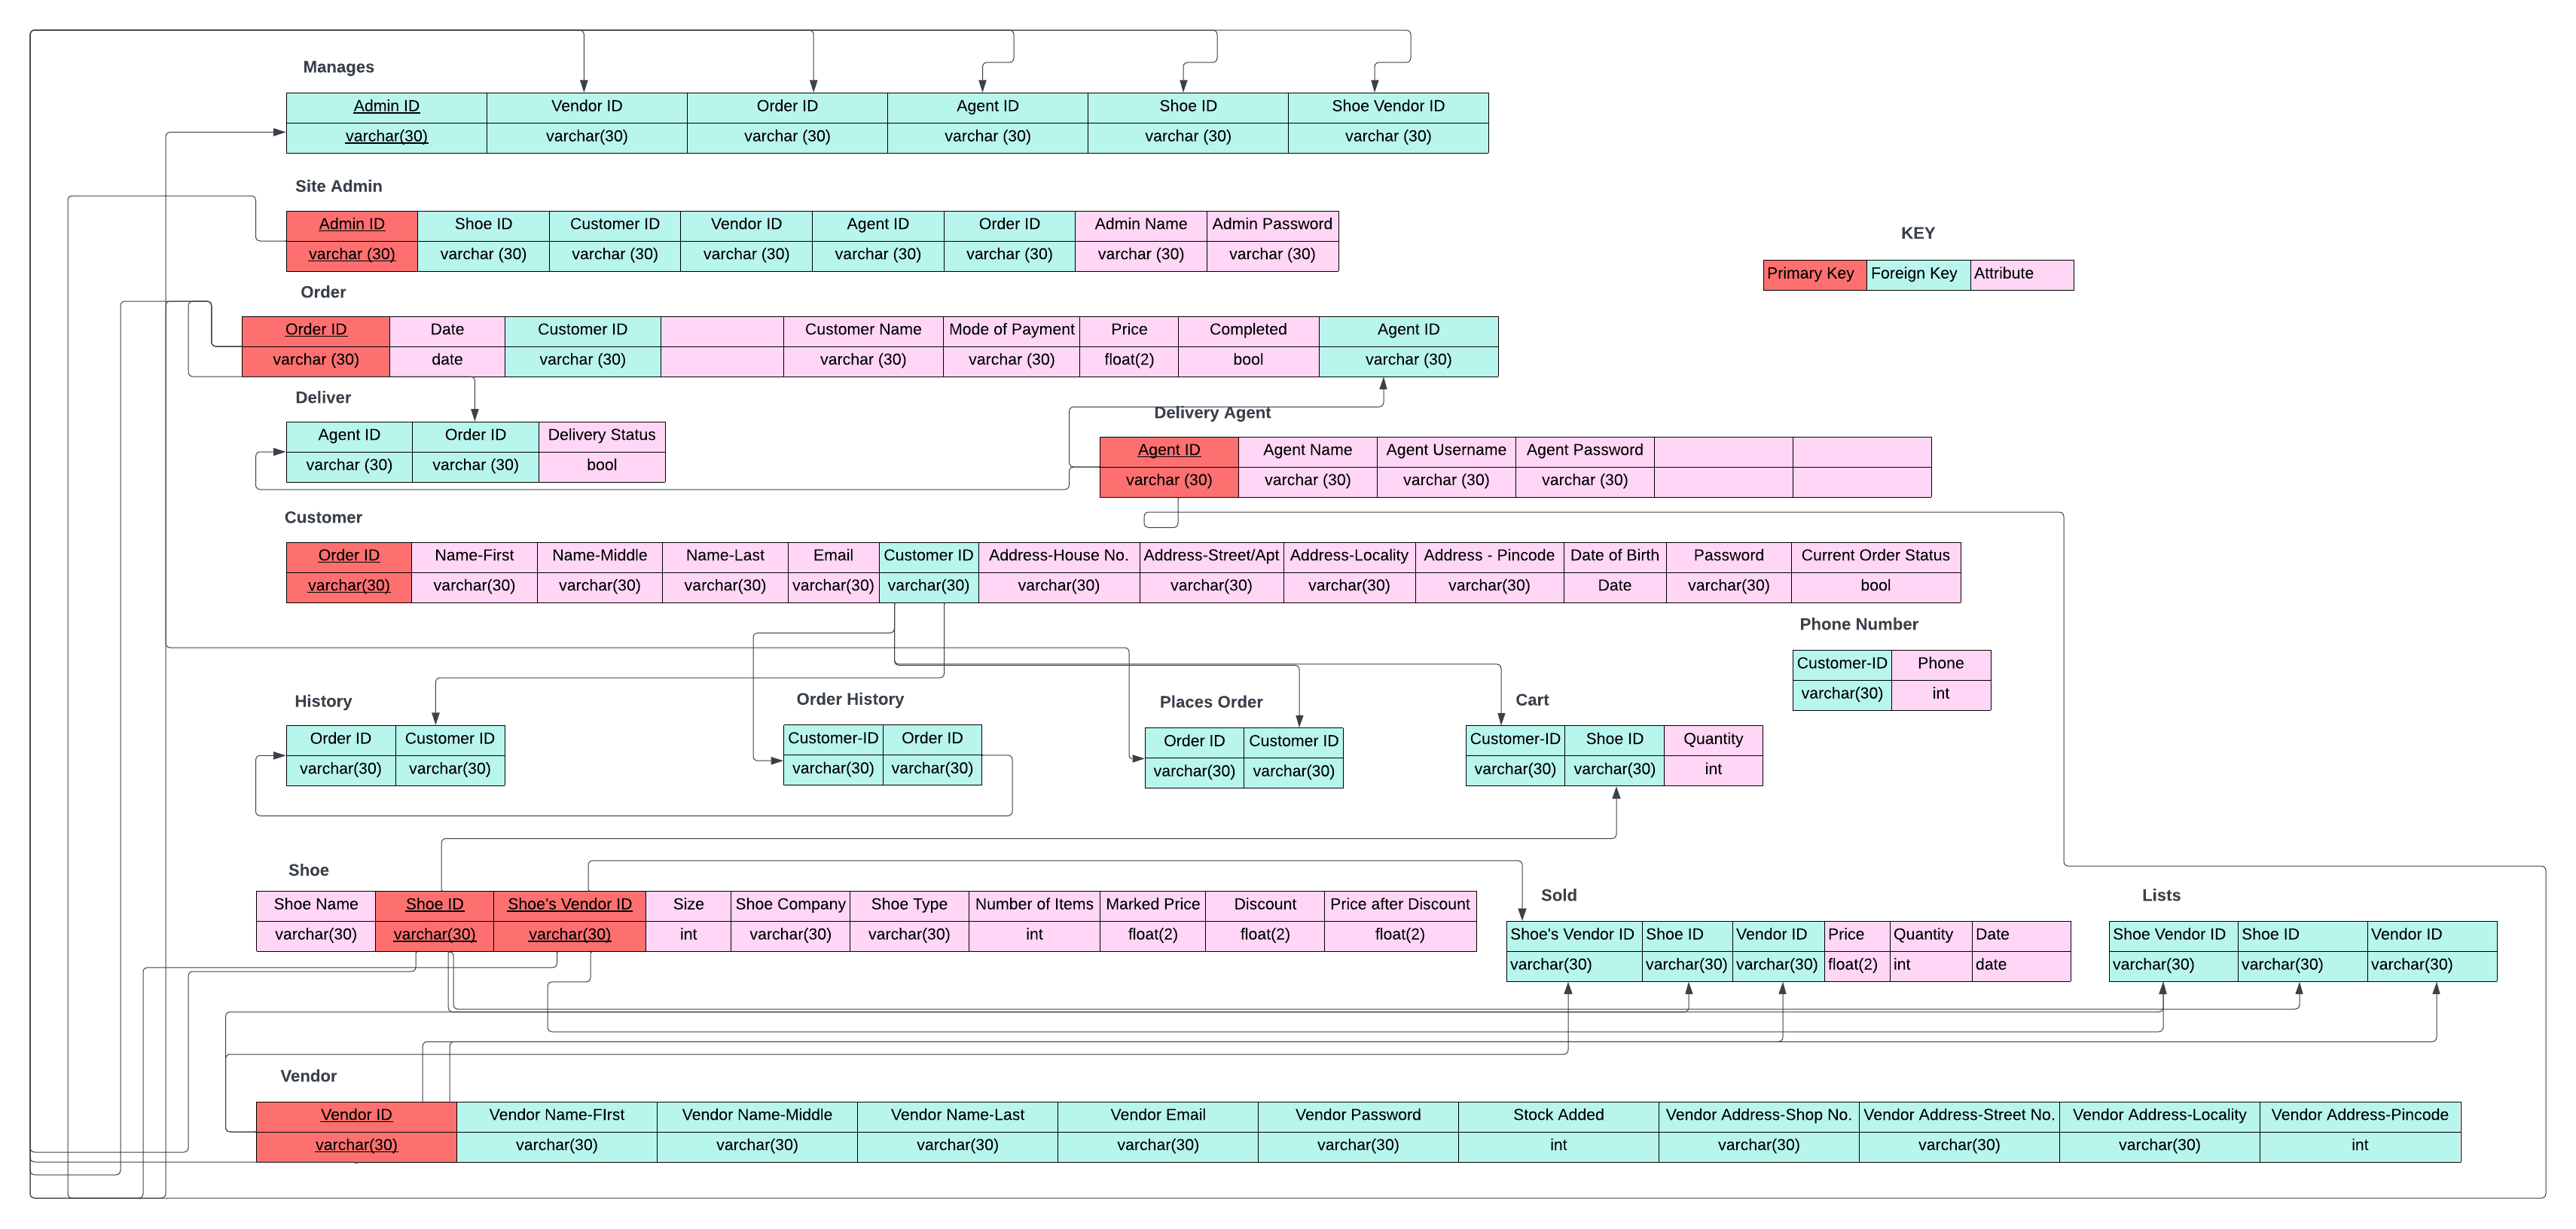 Manages
Admin ID Vendor ID Order ID Agent ID Shoe ID Shoe Vendor ID
varchar(30) varchar(30) varchar (30) varchar (30) varchar (30) varchar (30)
Site Admin
Admin ID Shoe ID Customer ID Vendor ID Agent ID Order ID Admin Name Admin Password
varchar (30) varchar (30) varchar (30) varchar (30) varchar (30) varchar (30) varchar (30) varchar (30)
KEY
Primary Key Foreign Key Attribute
Order
Order ID Date Customer ID Customer Name Mode of Payment Price Completed Agent ID
varchar (30) date varchar (30) varchar (30) varchar (30) float(2) bool varchar (30)
Deliver
Agent ID Order ID Delivery Status
varchar (30) varchar (30) bool
Delivery Agent
Agent ID Agent Name Agent Username Agent Password
varchar (30) varchar (30) varchar (30) varchar (30)
Customer
Order ID Name-First Name-Middle Name-Last Email Customer ID Address-House No. Address-Street/Apt Address-Locality Address - Pincode Date of Birth Password Current Order Status
varchar(30) varchar(30) varchar(30) varchar(30) varchar(30) varchar(30) varchar(30) varchar(30) varchar(30) varchar(30) Date varchar(30) bool
Phone Number
Customer-ID Phone
varchar(30) int
History
Order ID Customer ID
varchar(30) varchar(30)
Order History
Customer-ID Order ID
varchar(30) varchar(30)
Places Order
Order ID Customer ID
varchar(30) varchar(30)
Cart
Customer-ID Shoe ID Quantity
varchar(30) varchar(30) int
Shoe
Shoe Name Shoe ID Shoe's Vendor ID Size Shoe Company Shoe Type Number of Items Marked Price Discount Price after Discount
varchar(30) varchar(30) varchar(30) int varchar(30) varchar(30) int float(2) float(2) float(2)
Sold
Shoe's Vendor ID Shoe ID Vendor ID Price Quantity Date
varchar(30) varchar(30) varchar(30) float(2) int date
Lists
Shoe Vendor ID Shoe ID Vendor ID
varchar(30) varchar(30) varchar(30)
Vendor
Vendor ID Vendor Name-FIrst Vendor Name-Middle Vendor Name-Last Vendor Email Vendor Password Stock Added Vendor Address-Shop No. Vendor Address-Street No. Vendor Address-Locality Vendor Address-Pincode
varchar(30) varchar(30) varchar(30) varchar(30) varchar(30) varchar(30) int varchar(30) varchar(30) varchar(30) int